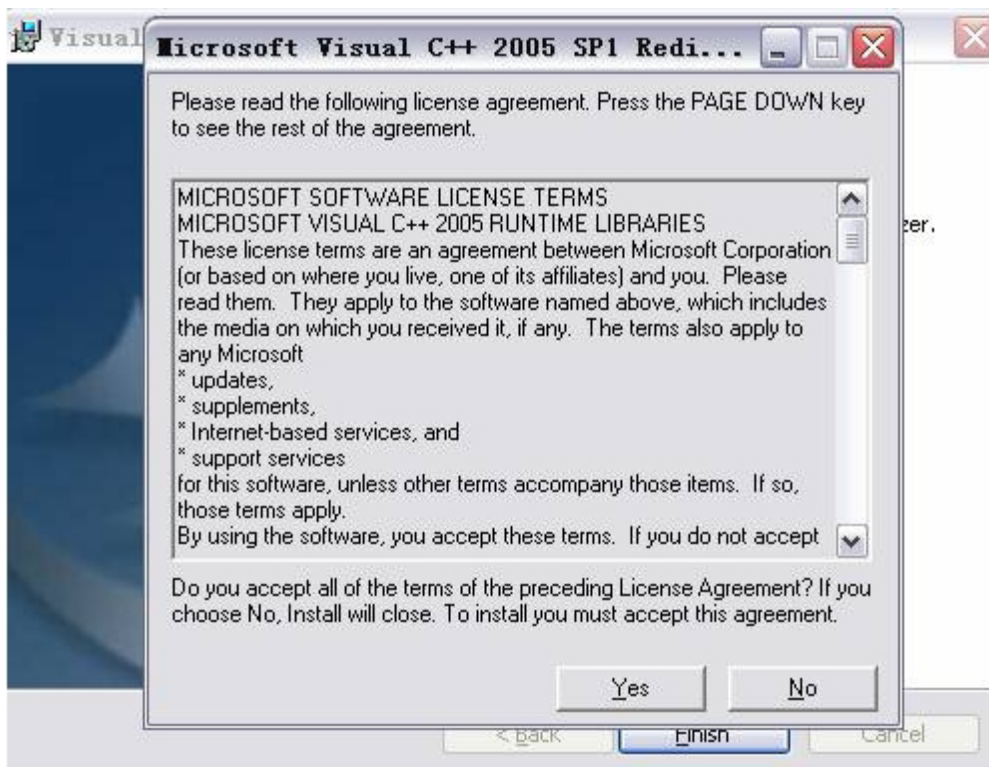 Visual
Microsoft Visual C++ 2005 SP1 Redi...
Please read the following license agreement. Press the PAGE DOWN key
to see the rest of the agreement.
MICROSOFT SOFTWARE LICENSE TERMS
MICROSOFT VISUAL C++ 2005 RUNTIME LIBRARIES
These license terms are an agreement between Microsoft Corporation
(or based on where you live, one of its affiliates) and you.  Please
read them.  They apply to the software named above, which includes
the media on which you received it, if any.  The terms also apply to
any Microsoft
* updates,
* supplements,
* Internet-based services, and
* support services
for this software, unless other terms accompany those items.  If so,
those terms apply.
By using the software, you accept these terms.  If you do not accept
Do you accept all of the terms of the preceding License Agreement? If you
choose No, Install will close. To install you must accept this agreement.
Yes No
< Back Finish Cancel